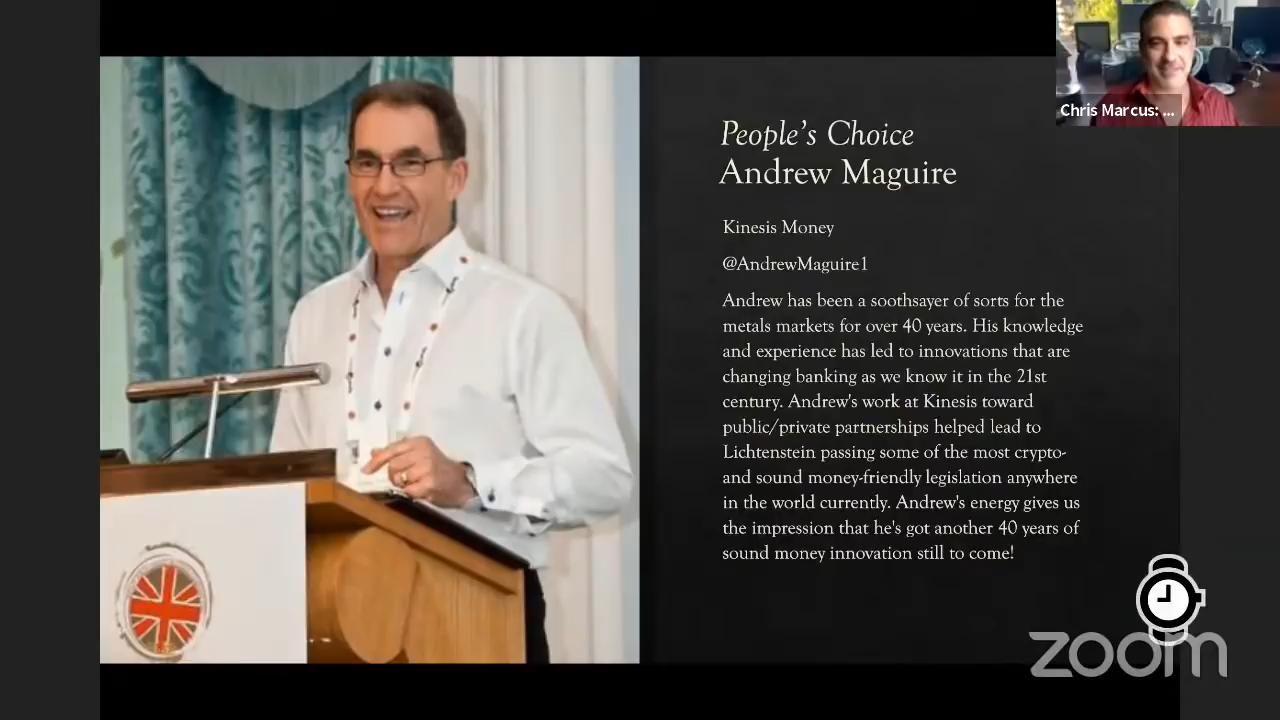 Chris Marcus: ...
People's Choice
Andrew Maguire
Kinesis Money
@AndrewMaguire1
Andrew has been a soothsayer of sorts for the
metals markets for over 40 years. His knowledge
and experience has led to innovations that are
changing banking as we know it in the 21st
century. Andrew's work at Kinesis toward
public/private partnerships helped lead to
Lichtenstein passing some of the most crypto-
and sound money-friendly legislation anywhere
in the world currently. Andrew's energy gives us
the impression that he's got another 40 years of
sound money innovation still to come!
zoom